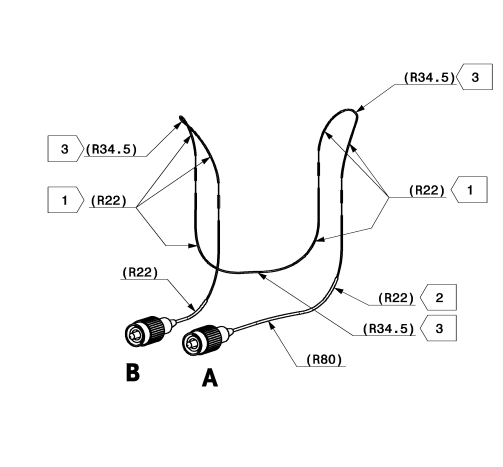 (R34.5) 3
3 (R34.5)
1 (R22)
(R22) 1
(R22)
(R22) 2
(R34.5) 3
(R80)
B
A